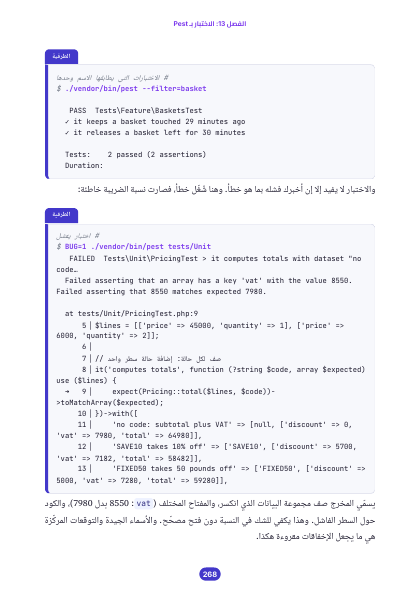 الفصل 13: الاختبار بـ Pest
الطرفية
# الاختبارات التي يطابقها الاسم وحدها
$ ./vendor/bin/pest --filter=basket
PASS  Tests\Feature\BasketsTest
✓ it keeps a basket touched 29 minutes ago
✓ it releases a basket left for 30 minutes
Tests:    2 passed (2 assertions)
Duration:
والاختبار لا يفيد إلا إن أخبرك فشله بما هو خطأ. وهنا شُغّل خطأ، فصارت نسبة الضريبة خاطئة:
الطرفية
# اختبار يفشل
$ BUG=1 ./vendor/bin/pest tests/Unit
FAILED  Tests\Unit\PricingTest > it computes totals with dataset "no
code…
Failed asserting that an array has a key 'vat' with the value 8550.
Failed asserting that 8550 matches expected 7980.
at tests/Unit/PricingTest.php:9
5│ $lines = [['price' => 45000, 'quantity' => 1], ['price' =>
6000, 'quantity' => 2]];
6│
7│ // صف لكل حالة: إضافة حالة سطر واحد
8│ it('computes totals', function (?string $code, array $expected)
use ($lines) {
➜   9│     expect(Pricing::total($lines, $code))-
>toMatchArray($expected);
10│ })->with([
11│     'no code: subtotal plus VAT' => [null, ['discount' => 0,
'vat' => 7980, 'total' => 64980]],
12│     'SAVE10 takes 10% off' => ['SAVE10', ['discount' => 5700,
'vat' => 7182, 'total' => 58482]],
13│     'FIXED50 takes 50 pounds off' => ['FIXED50', ['discount' =>
5000, 'vat' => 7280, 'total' => 59280]],
يسمّي المخرج صف مجموعة البيانات الذي انكسر، والمفتاح المختلف (vat : 8550 بدل 7980)، والكود
حول السطر الفاشل. وهذا يكفي للشك في النسبة دون فتح مصحّح. والأسماء الجيدة والتوقعات المركّزة
هي ما يجعل الإخفاقات مقروءة هكذا.
268